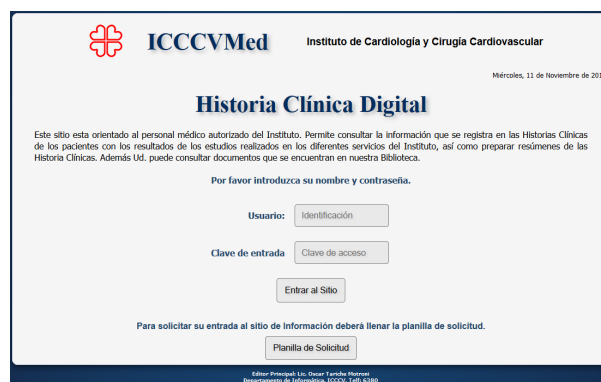 ICCCVMed
Instituto de Cardiología y Cirugía Cardiovascular
Miércoles, 11 de Noviembre de 201
Historia Clínica Digital
Este sitio esta orientado al personal médico autorizado del Instituto. Permite consultar la información que se registra en las Historias Clínicas
de los pacientes con los resultados de los estudios realizados en los diferentes servicios del Instituto, así como preparar resúmenes de las
Historia Clínicas. Además Ud. puede consultar documentos que se encuentran en nuestra Biblioteca.
Por favor introduzca su nombre y contraseña.
Usuario: Identificación
Clave de entrada Clave de acceso
Entrar al Sitio
Para solicitar su entrada al sitio de Información deberá llenar la planilla de solicitud.
Planilla de Solicitud
Editor Principal: Lic. Oscar Tariche Motroni
Departamento de Informática. ICCCV. Telf: 6380